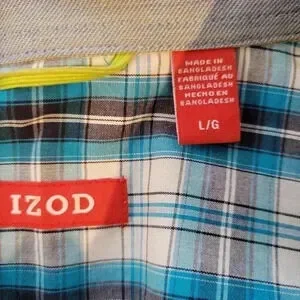 MADE IN
BANGLADESH
FABRIQUÉ AU
BANGLADESH
HECHO EN
BANGLADESH
L/G
IZOD